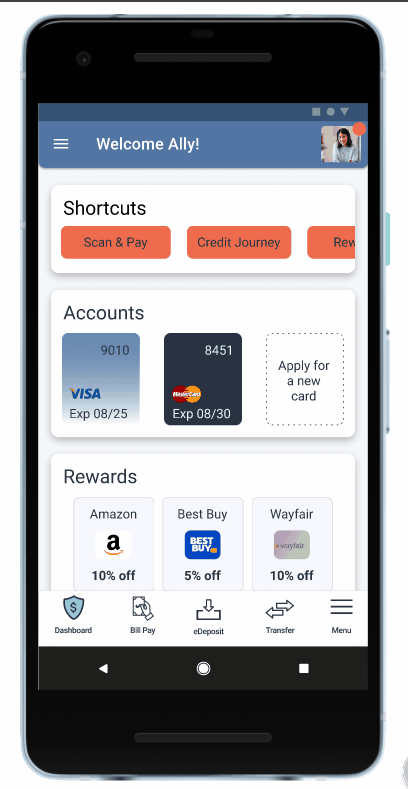 Welcome Ally!
Shortcuts
Scan & Pay
Credit Journey
Rew
Accounts
9010
VISA
Exp 08/25
8451
MasterCard
Exp 08/30
Apply for
a new
card
Rewards
Amazon
a
10% off
Best Buy
BEST
BUY
5% off
Wayfair
wayfair
10% off
$
Dashboard
Bill Pay
eDeposit
Transfer
Menu